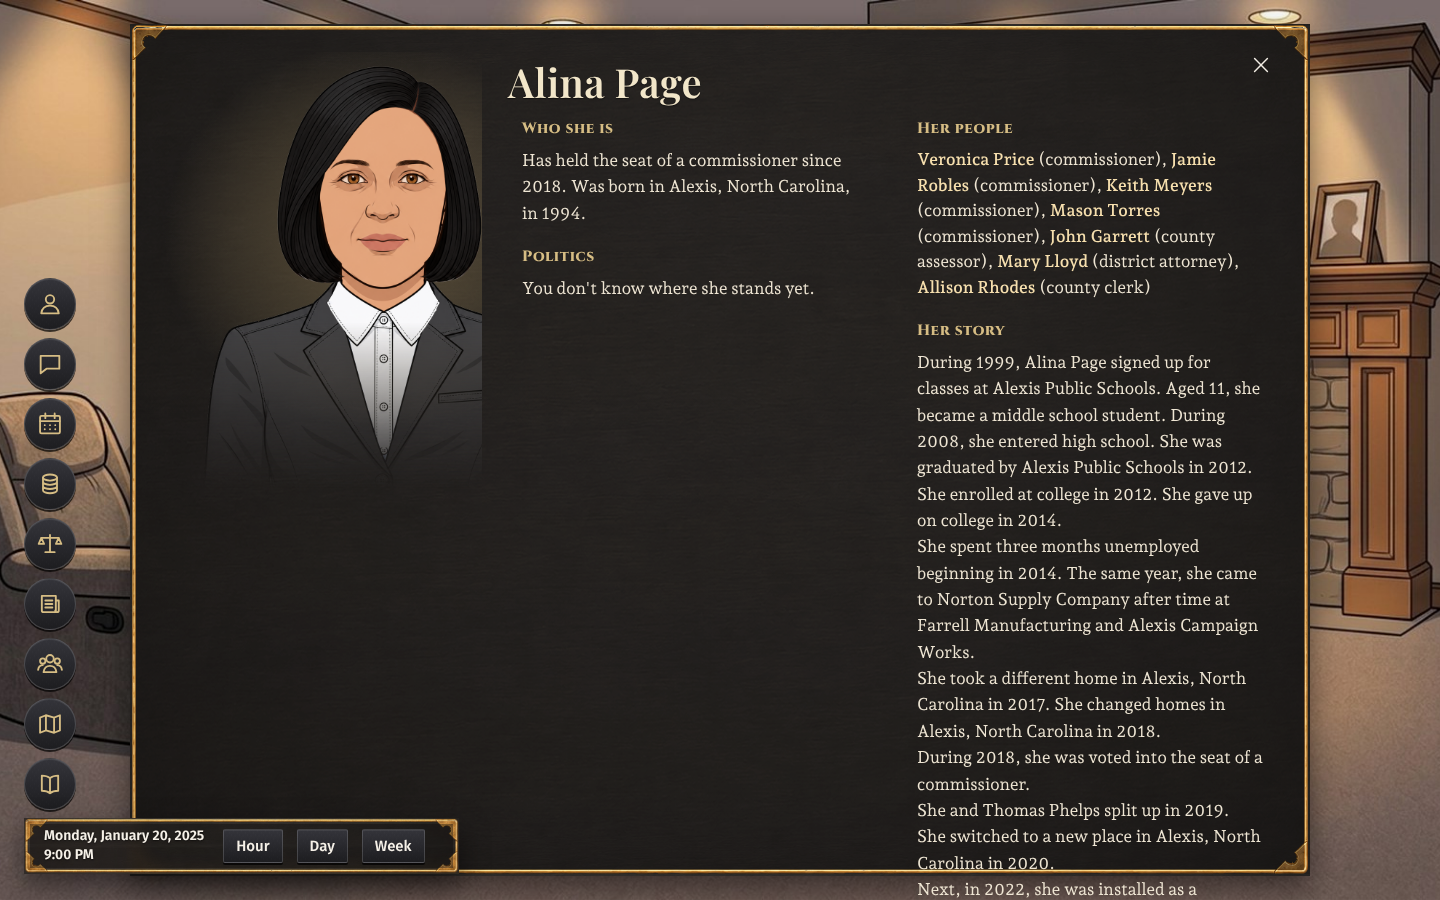 Alina Page
Who she is
Has held the seat of a commissioner since
2018. Was born in Alexis, North Carolina,
in 1994.
Politics
You don't know where she stands yet.
Her people
Veronica Price (commissioner), Jamie
Robles (commissioner), Keith Meyers
(commissioner), Mason Torres
(commissioner), John Garrett (county
assessor), Mary Lloyd (district attorney),
Allison Rhodes (county clerk)
Her story
During 1999, Alina Page signed up for
classes at Alexis Public Schools. Aged 11, she
became a middle school student. During
2008, she entered high school. She was
graduated by Alexis Public Schools in 2012.
She enrolled at college in 2012. She gave up
on college in 2014.
She spent three months unemployed
beginning in 2014. The same year, she came
to Norton Supply Company after time at
Farrell Manufacturing and Alexis Campaign
Works.
She took a different home in Alexis, North
Carolina in 2017. She changed homes in
Alexis, North Carolina in 2018.
During 2018, she was voted into the seat of a
commissioner.
She and Thomas Phelps split up in 2019.
She switched to a new place in Alexis, North
Carolina in 2020.
Next, in 2022, she was installed as a
Monday, January 20, 2025
9:00 PM
Hour
Day
Week